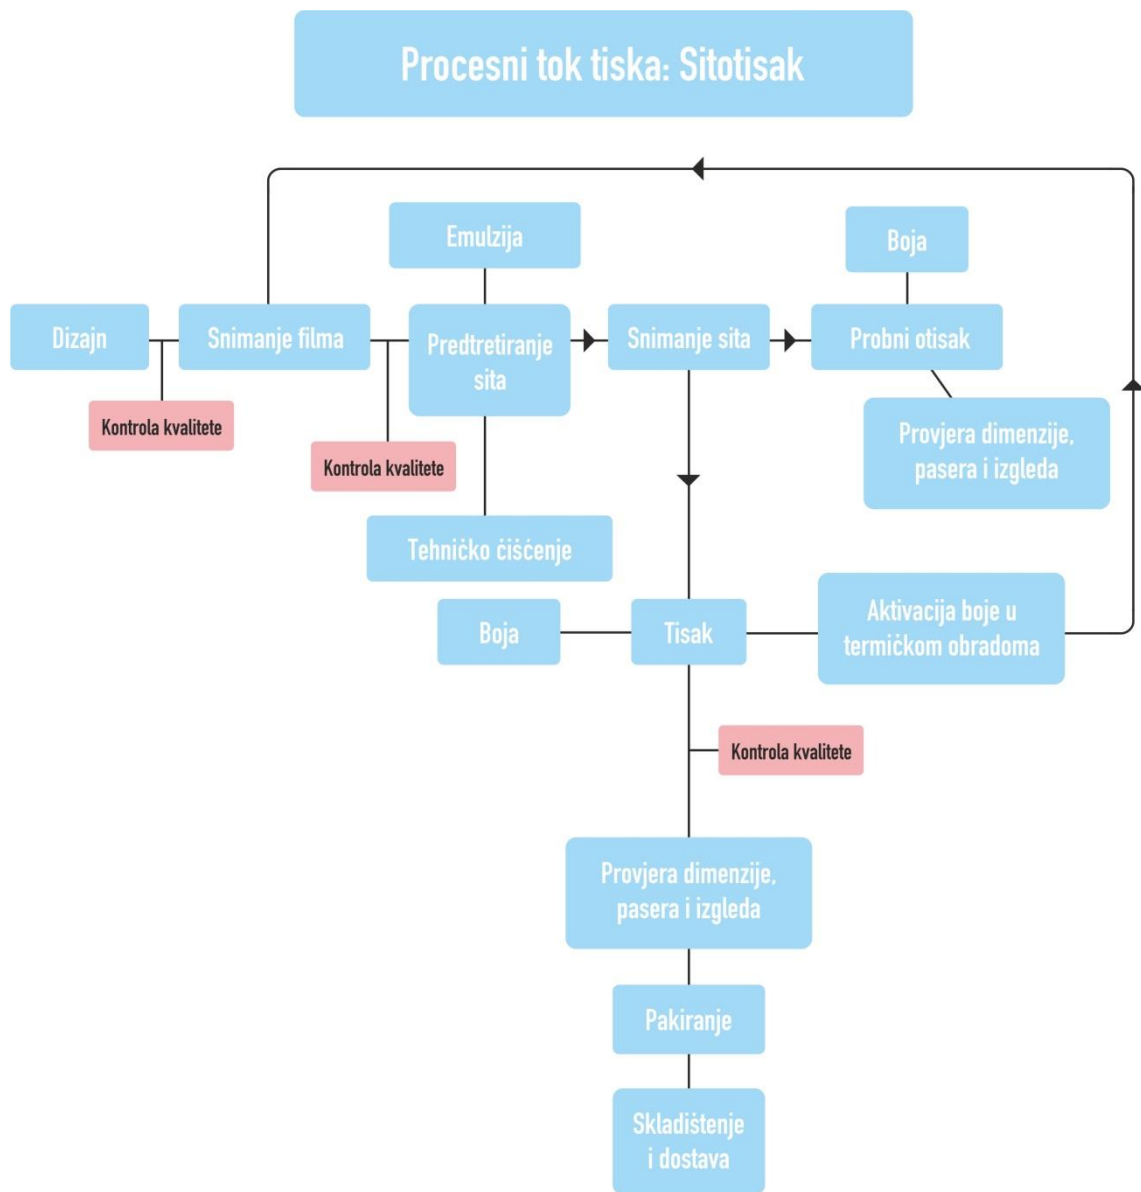 Procesni tok tiska: Sitotisak
Emulzija
Boja
Dizajn
Snimanje filma
Predtretiranje
sita
Snimanje sita
Probni otisak
Kontrola kvalitete
Kontrola kvalitete
Provjera dimenzije,
pasera i izgleda
Tehničko čišćenje
Boja
Tisak
Aktivacija boje u
termičkom obradoma
Kontrola kvalitete
Provjera dimenzije,
pasera i izgleda
Pakiranje
Skladištenje
i dostava